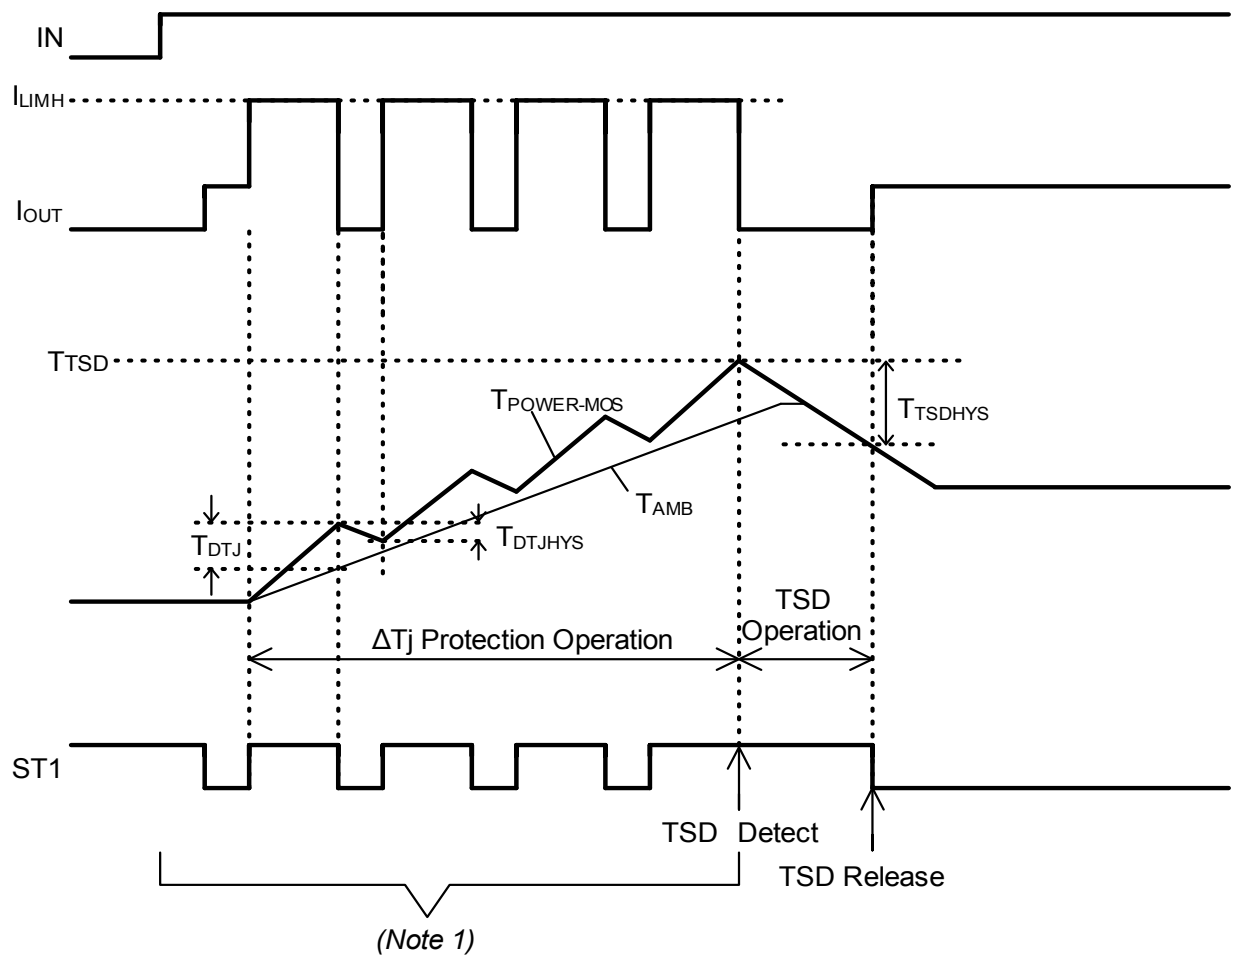 IN
ILIMH
IOUT
TTSD
TPOWER-MOS
TTSDHYS
TAMB
TDTJ
TDTJHYS
TSD
Operation
ΔTj Protection Operation
ST1
TSD Detect
TSD Release
(Note 1)